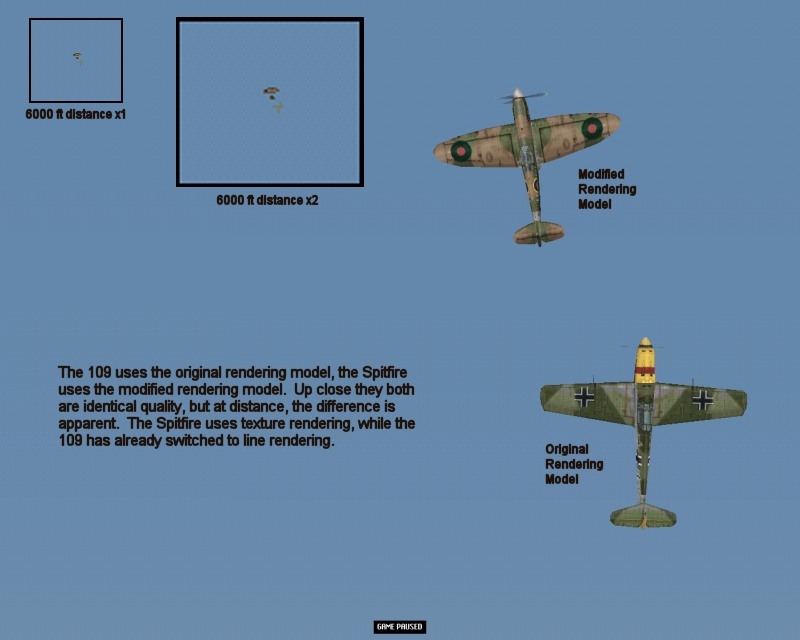 6000 ft distance x1
6000 ft distance x2
Modified
Rendering
Model
The 109 uses the original rendering model, the Spitfire
uses the modified rendering model.  Up close they both
are identical quality, but at distance, the difference is
apparent.  The Spitfire uses texture rendering, while the
109 has already switched to line rendering.
Original
Rendering
Model
GAME PAUSED